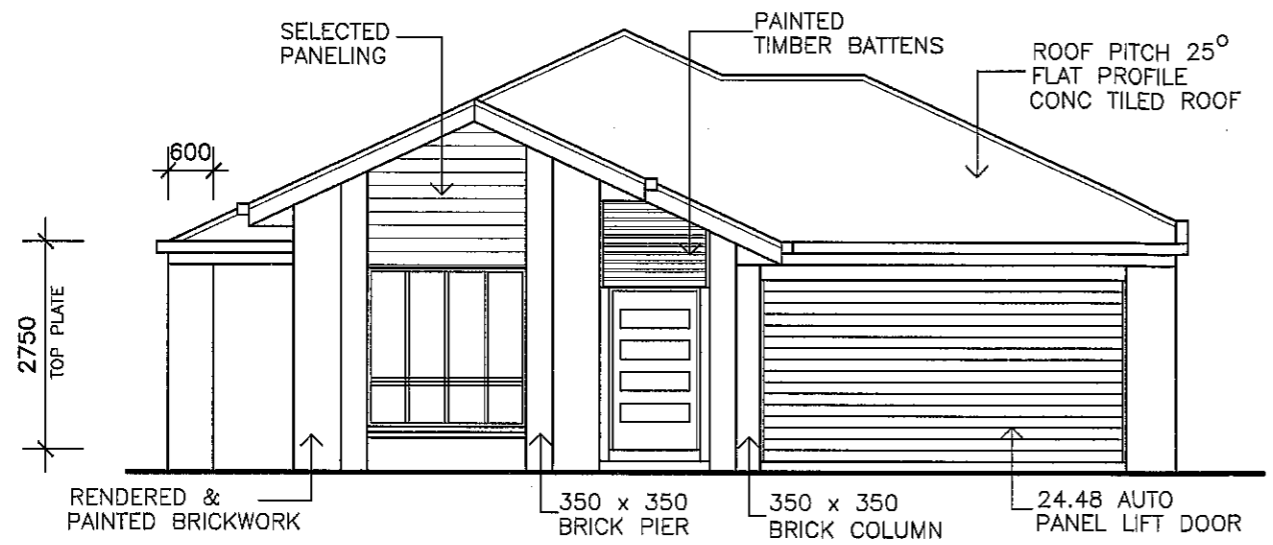 SELECTED
PANELING
PAINTED
TIMBER BATTENS
ROOF PITCH 25°
FLAT PROFILE
CONC TILED ROOF
600
2750
TOP PLATE
RENDERED &
PAINTED BRICKWORK
350 x 350
BRICK PIER
350 x 350
BRICK COLUMN
24.48 AUTO
PANEL LIFT DOOR